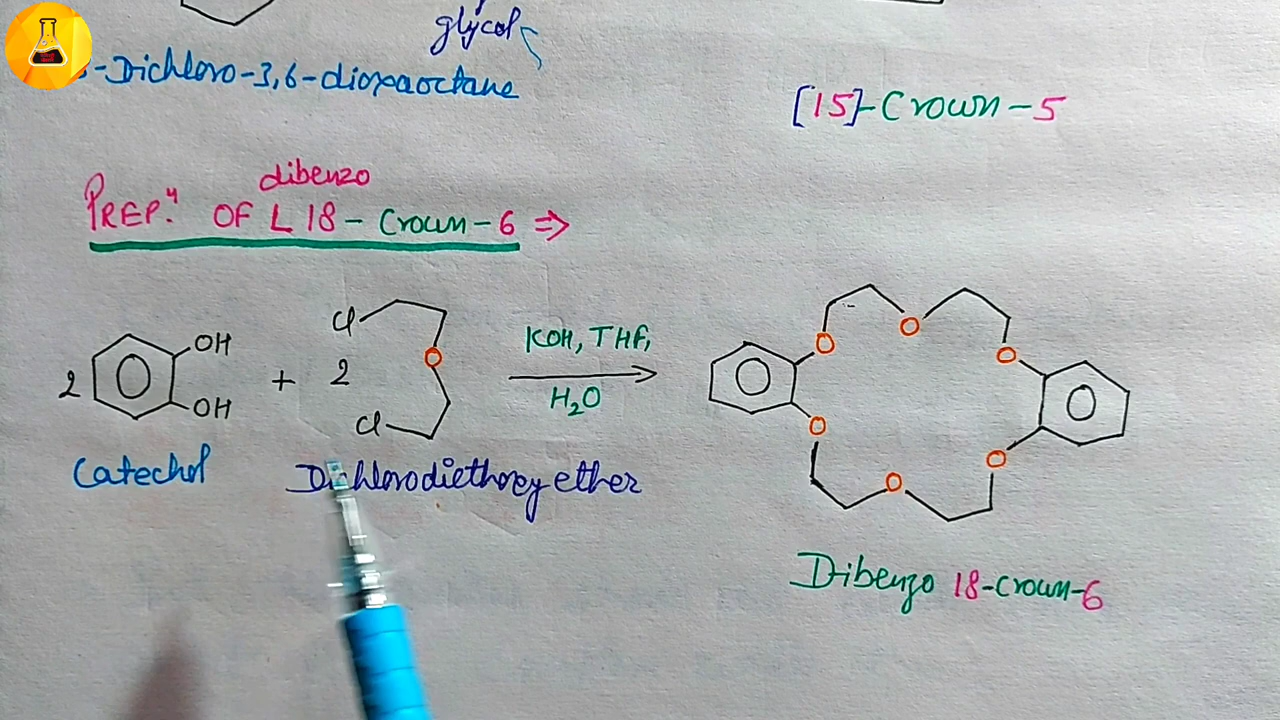 glycol
-Dichloro-3,6-dioxaoctane
[15]-Crown-5
dibenzo
PREPⁿ. OF L 18-Crown-6 ⇒
2 OH OH + 2 Cl O Cl KOH, THF, H₂O → O O O O O O
Catechol
Dichlorodiethoxy ether
Dibenzo 18-crown-6